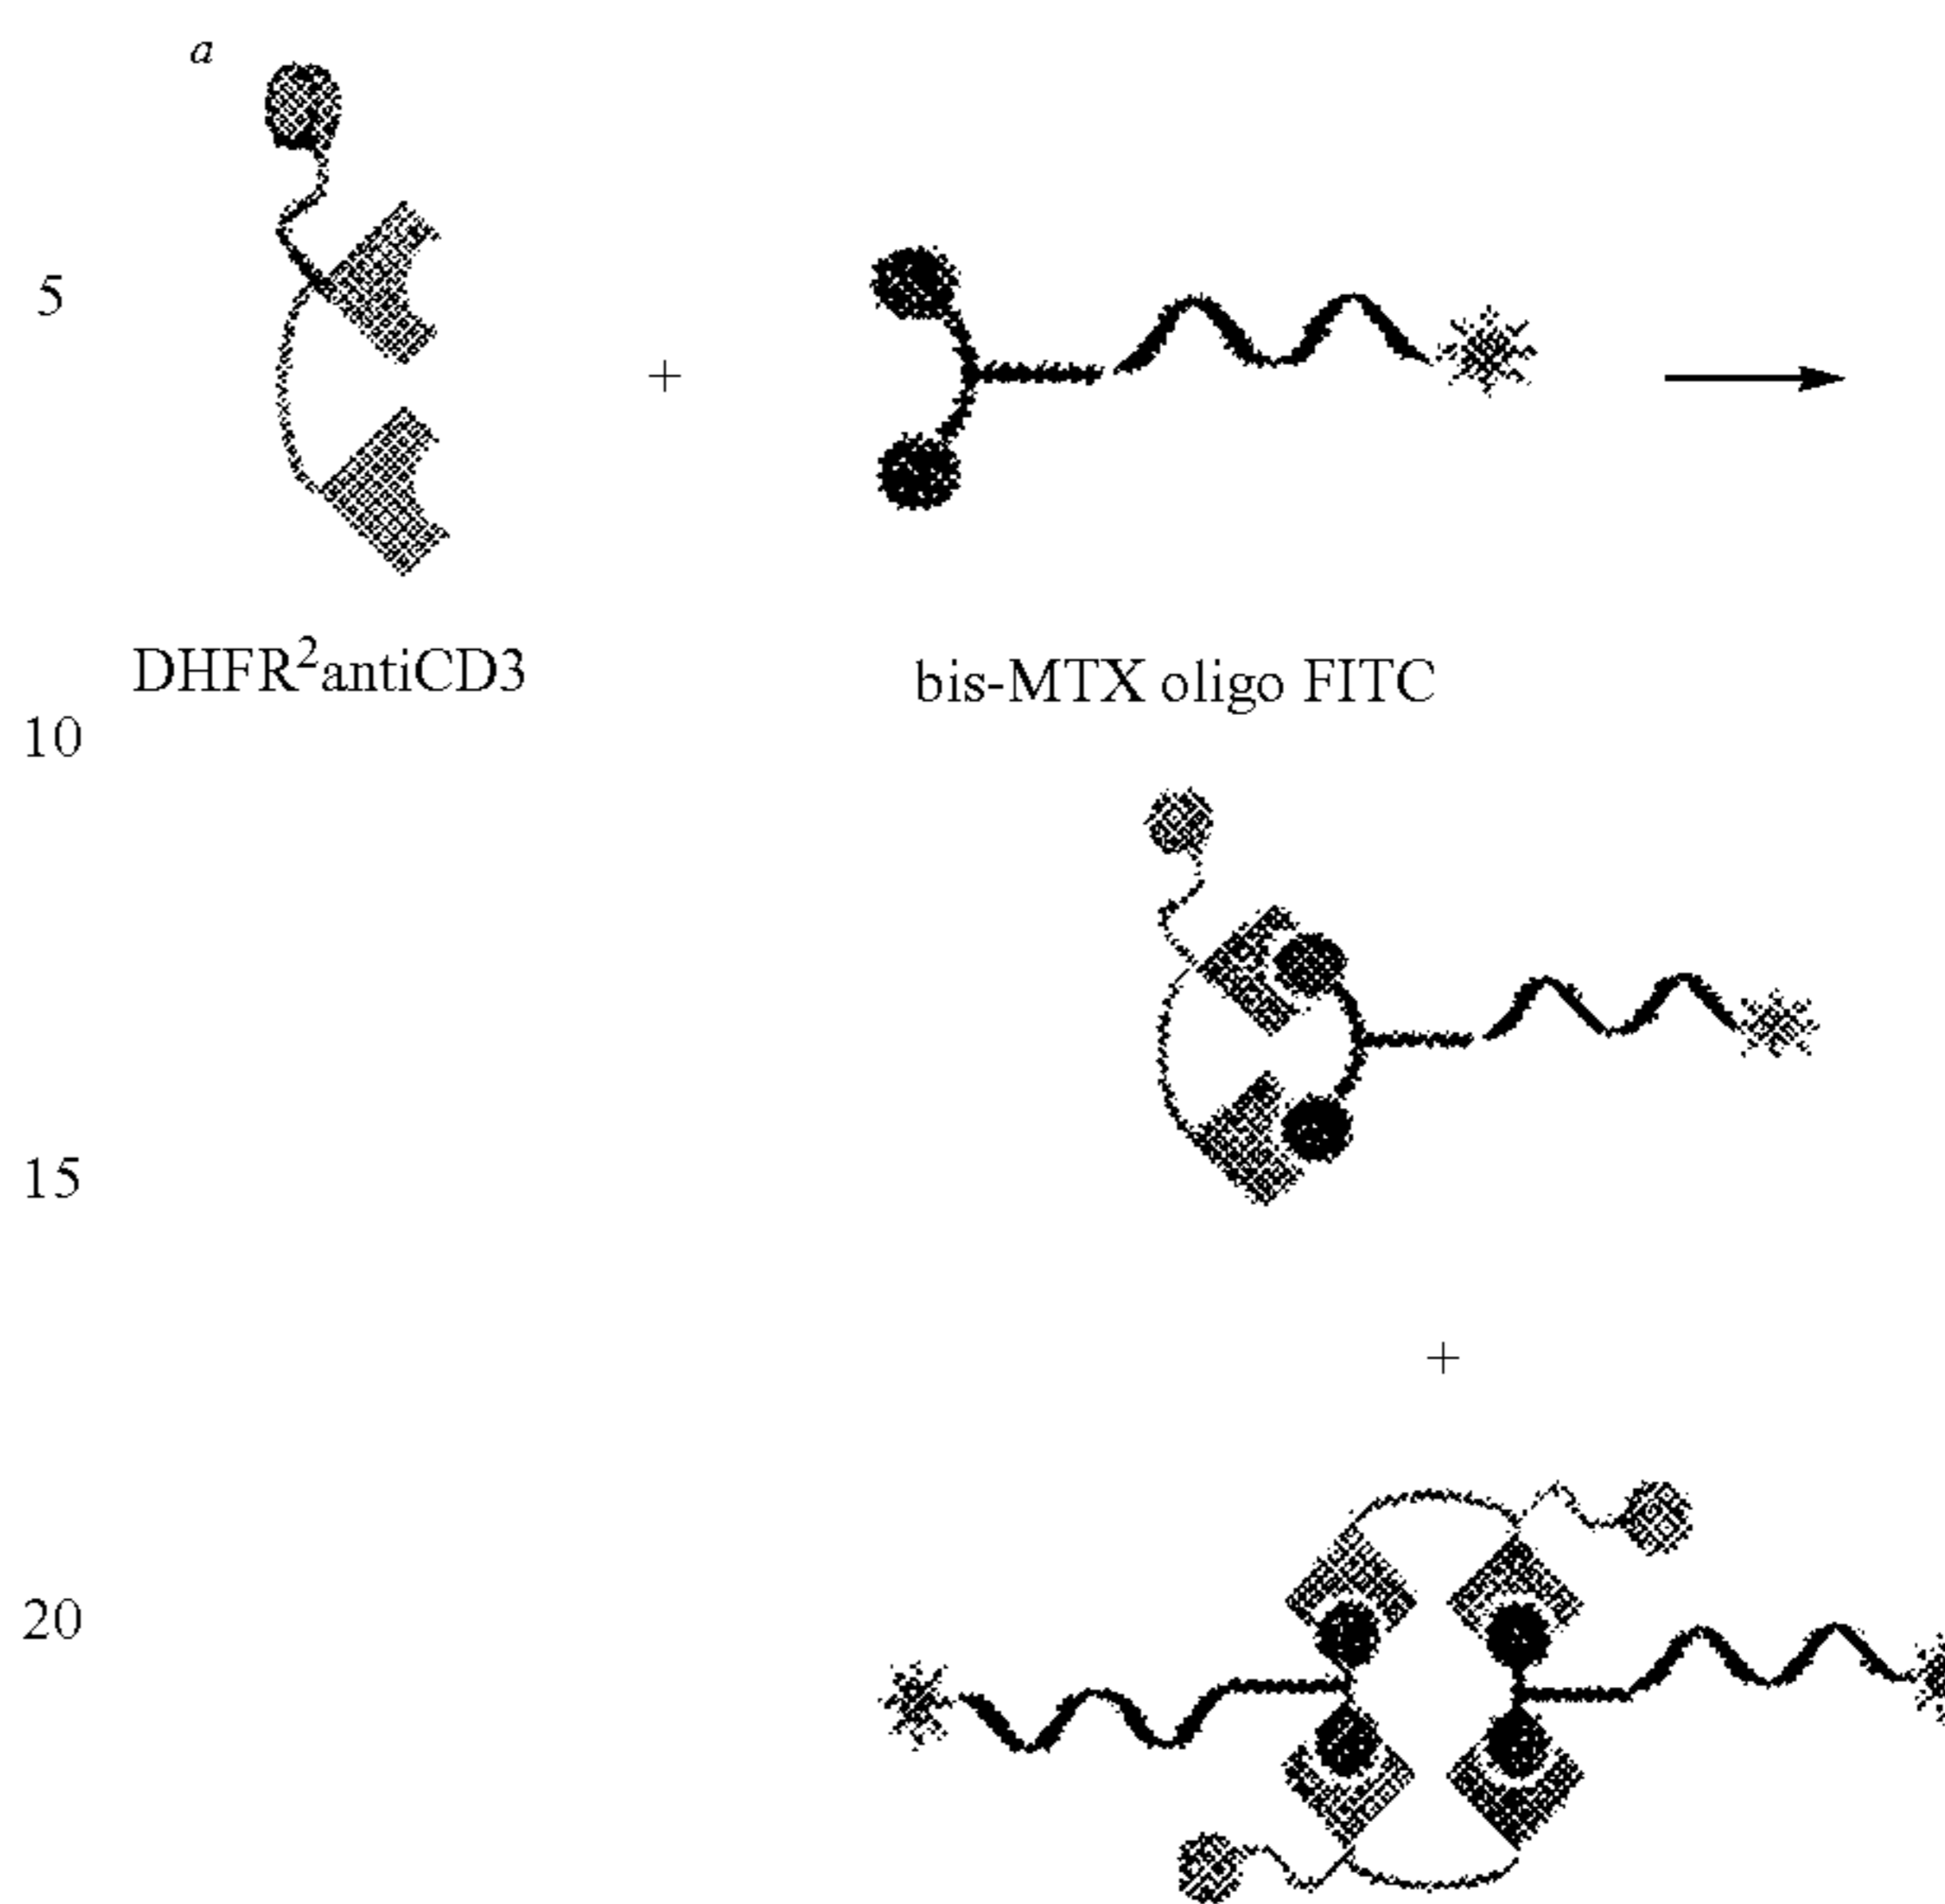 a
5
+
DHFR²antiCD3
bis-MTX oligo FITC
10
15
+
20